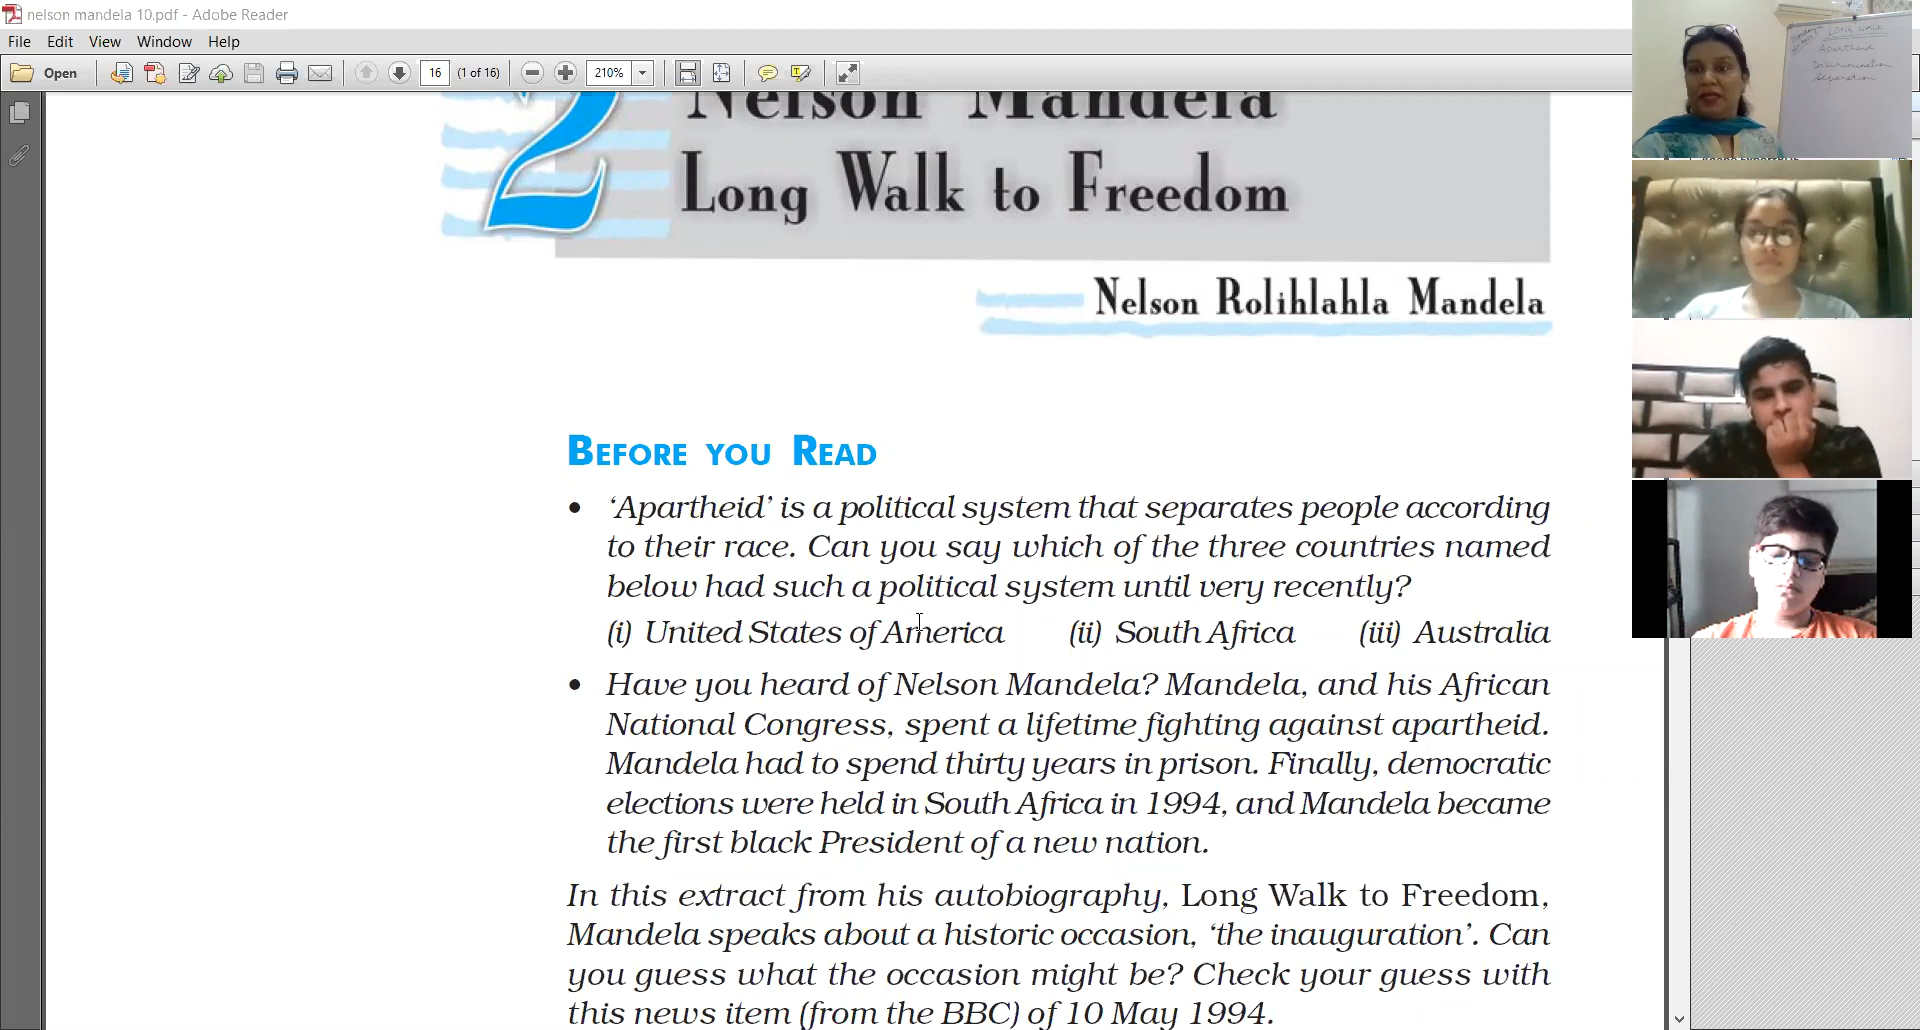 nelson mandela 10.pdf - Adobe Reader
File Edit View Window Help
Open 16 (1 of 16) 210%
LONG WALK
Apartheid
Discrimination
Separation
2
Nelson Mandela
Long Walk to Freedom
Nelson Rolihlahla Mandela
BEFORE YOU READ
• ‘Apartheid’ is a political system that separates people according
to their race. Can you say which of the three countries named
below had such a political system until very recently?
(i) United States of America (ii) South Africa (iii) Australia
• Have you heard of Nelson Mandela? Mandela, and his African
National Congress, spent a lifetime fighting against apartheid.
Mandela had to spend thirty years in prison. Finally, democratic
elections were held in South Africa in 1994, and Mandela became
the first black President of a new nation.
In this extract from his autobiography, Long Walk to Freedom,
Mandela speaks about a historic occasion, ‘the inauguration’. Can
you guess what the occasion might be? Check your guess with
this news item (from the BBC) of 10 May 1994.